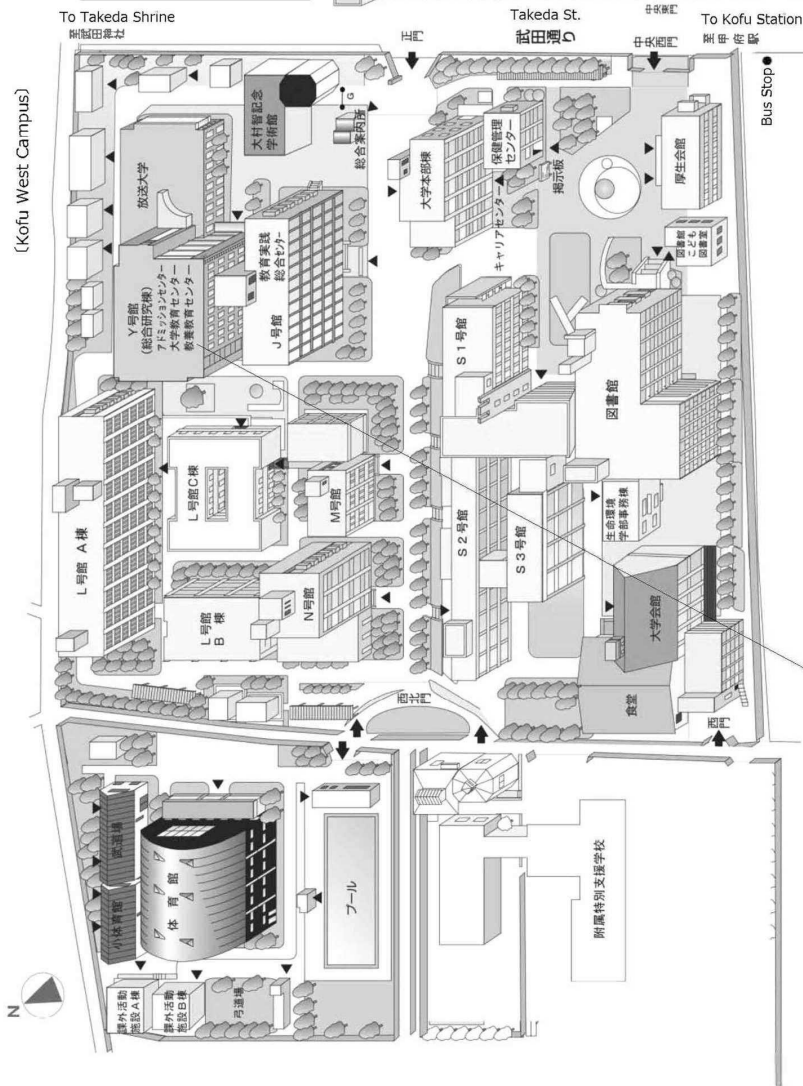 中央東門
To Takeda Shrine
至武田神社
正門
Takeda St.
武田通り
中央西門
To Kofu Station
至甲府駅
Bus Stop●
(Kofu West Campus)
放送大学
大村智記念
学術館
G
総合案内所
大学本部棟
保健管理
センター
キャリアセンター
掲示板
厚生会館
図書館
こども
図書室
Y号館
(総合研究棟)
アドミッションセンター
大学教育センター
教養教育センター
教育実践
総合センター
J号館
S1号館
図書館
L号館 A棟
L号館C棟
M号館
S2号館
S3号館
生命環境
学部事務棟
L号館
B棟
N号館
大学会館
食堂
西北門
西門
武道場
小体育館
体育館
プール
附属特別支援学校
課外活動
施設A棟
課外活動
施設B棟
弓道場
N